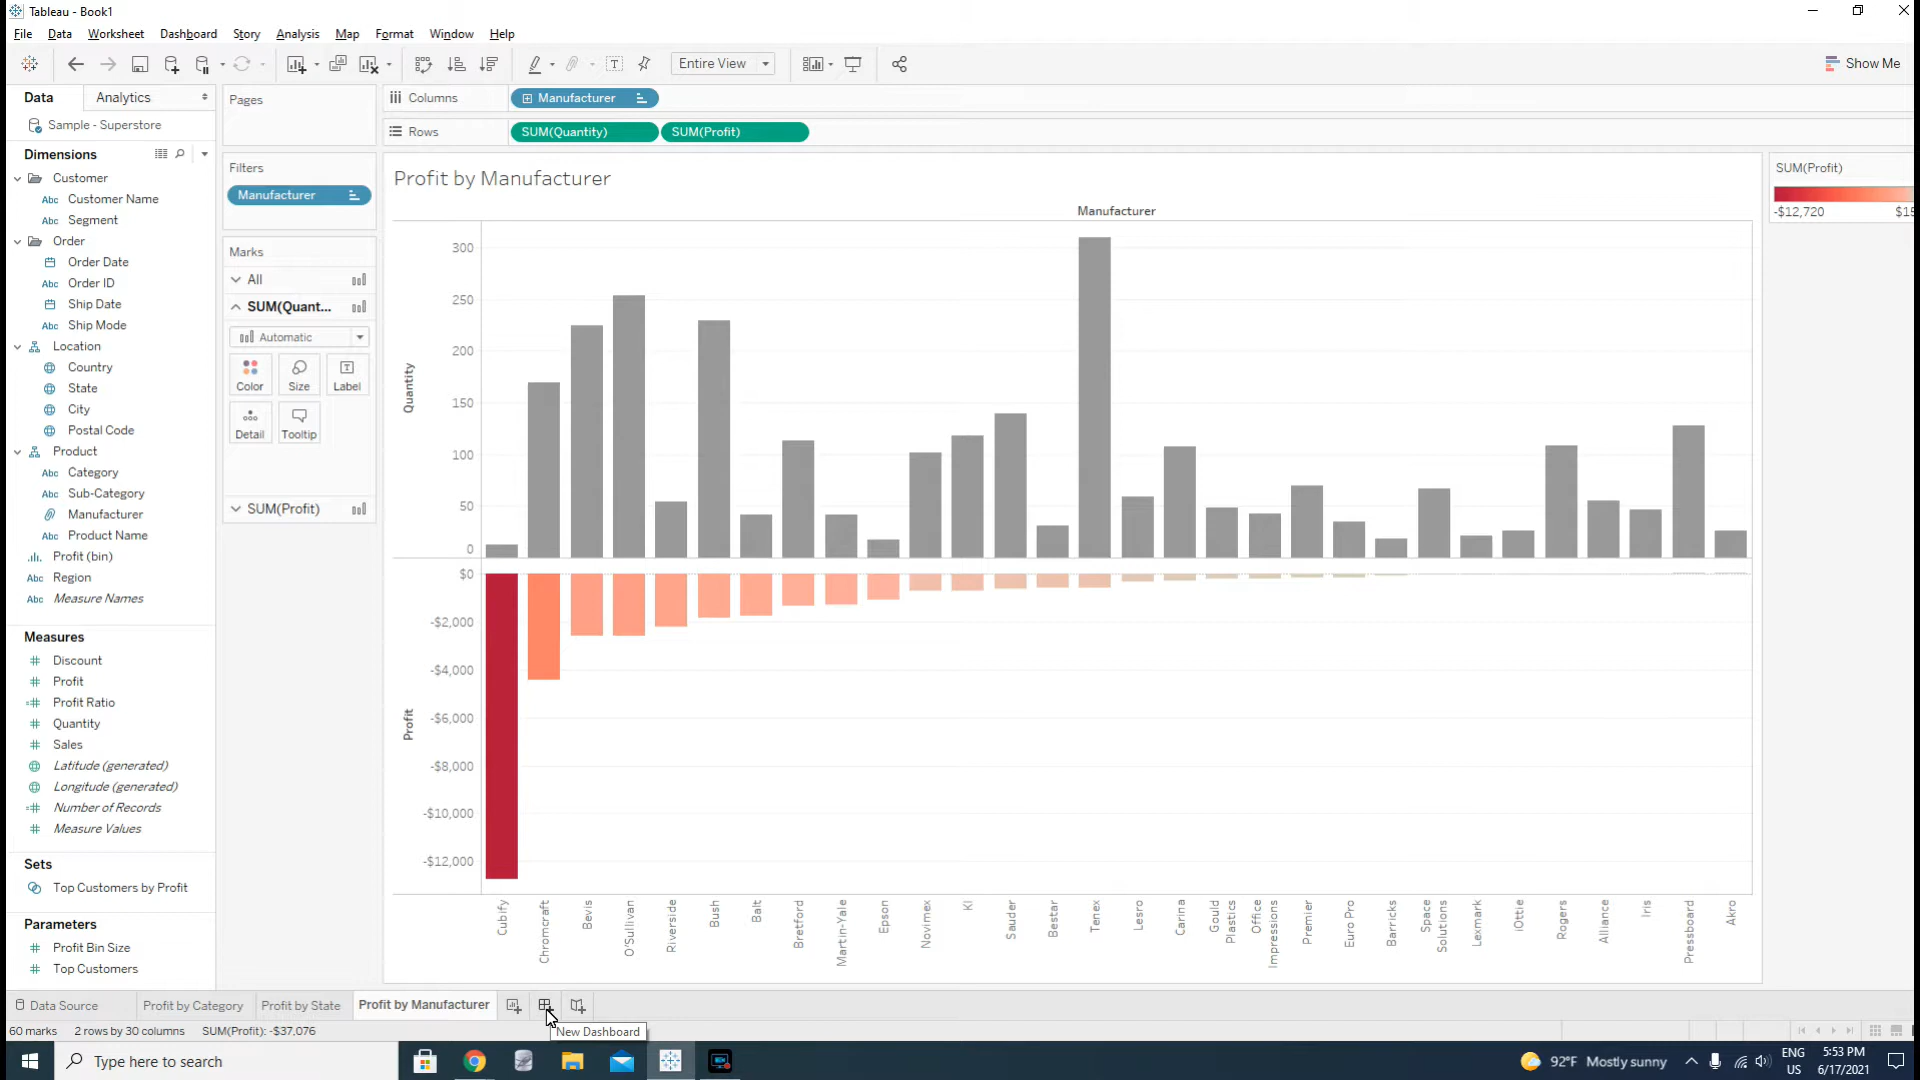 Tableau - Book1
File Data Worksheet Dashboard Story Analysis Map Format Window Help
Entire View
Show Me
Data Analytics
Sample - Superstore
Dimensions
Customer
Abc Customer Name
Abc Segment
Order
Order Date
Abc Order ID
Ship Date
Abc Ship Mode
Location
Country
State
City
Postal Code
Product
Abc Category
Abc Sub-Category
Manufacturer
Abc Product Name
Profit (bin)
Abc Region
Abc Measure Names
Measures
# Discount
# Profit
=# Profit Ratio
# Quantity
# Sales
Latitude (generated)
Longitude (generated)
=# Number of Records
# Measure Values
Sets
Top Customers by Profit
Parameters
# Profit Bin Size
# Top Customers
Pages
Filters
Manufacturer
Marks
All
SUM(Quant...
Automatic
Color Size Label
Detail Tooltip
SUM(Profit)
Columns Manufacturer
Rows SUM(Quantity) SUM(Profit)
Profit by Manufacturer
Manufacturer
Quantity
300
250
200
150
100
50
0
Profit
$0
-$2,000
-$4,000
-$6,000
-$8,000
-$10,000
-$12,000
Cubify
Chromcraft
Bevis
O'Sullivan
Riverside
Bush
Balt
Bretford
Martin-Yale
Epson
Novimex
KI
Sauder
Bestar
Tenex
Lesro
Carina
Gould
Plastics
Office
Impressions
Premier
Euro Pro
Barricks
Space
Solutions
Lexmark
iOttie
Rogers
Alliance
Iris
Pressboard
Akro
SUM(Profit)
-$12,720
Data Source Profit by Category Profit by State Profit by Manufacturer
New Dashboard
60 marks 2 rows by 30 columns SUM(Profit): -$37,076
Type here to search
92°F Mostly sunny
ENG
US
5:53 PM
6/17/2021